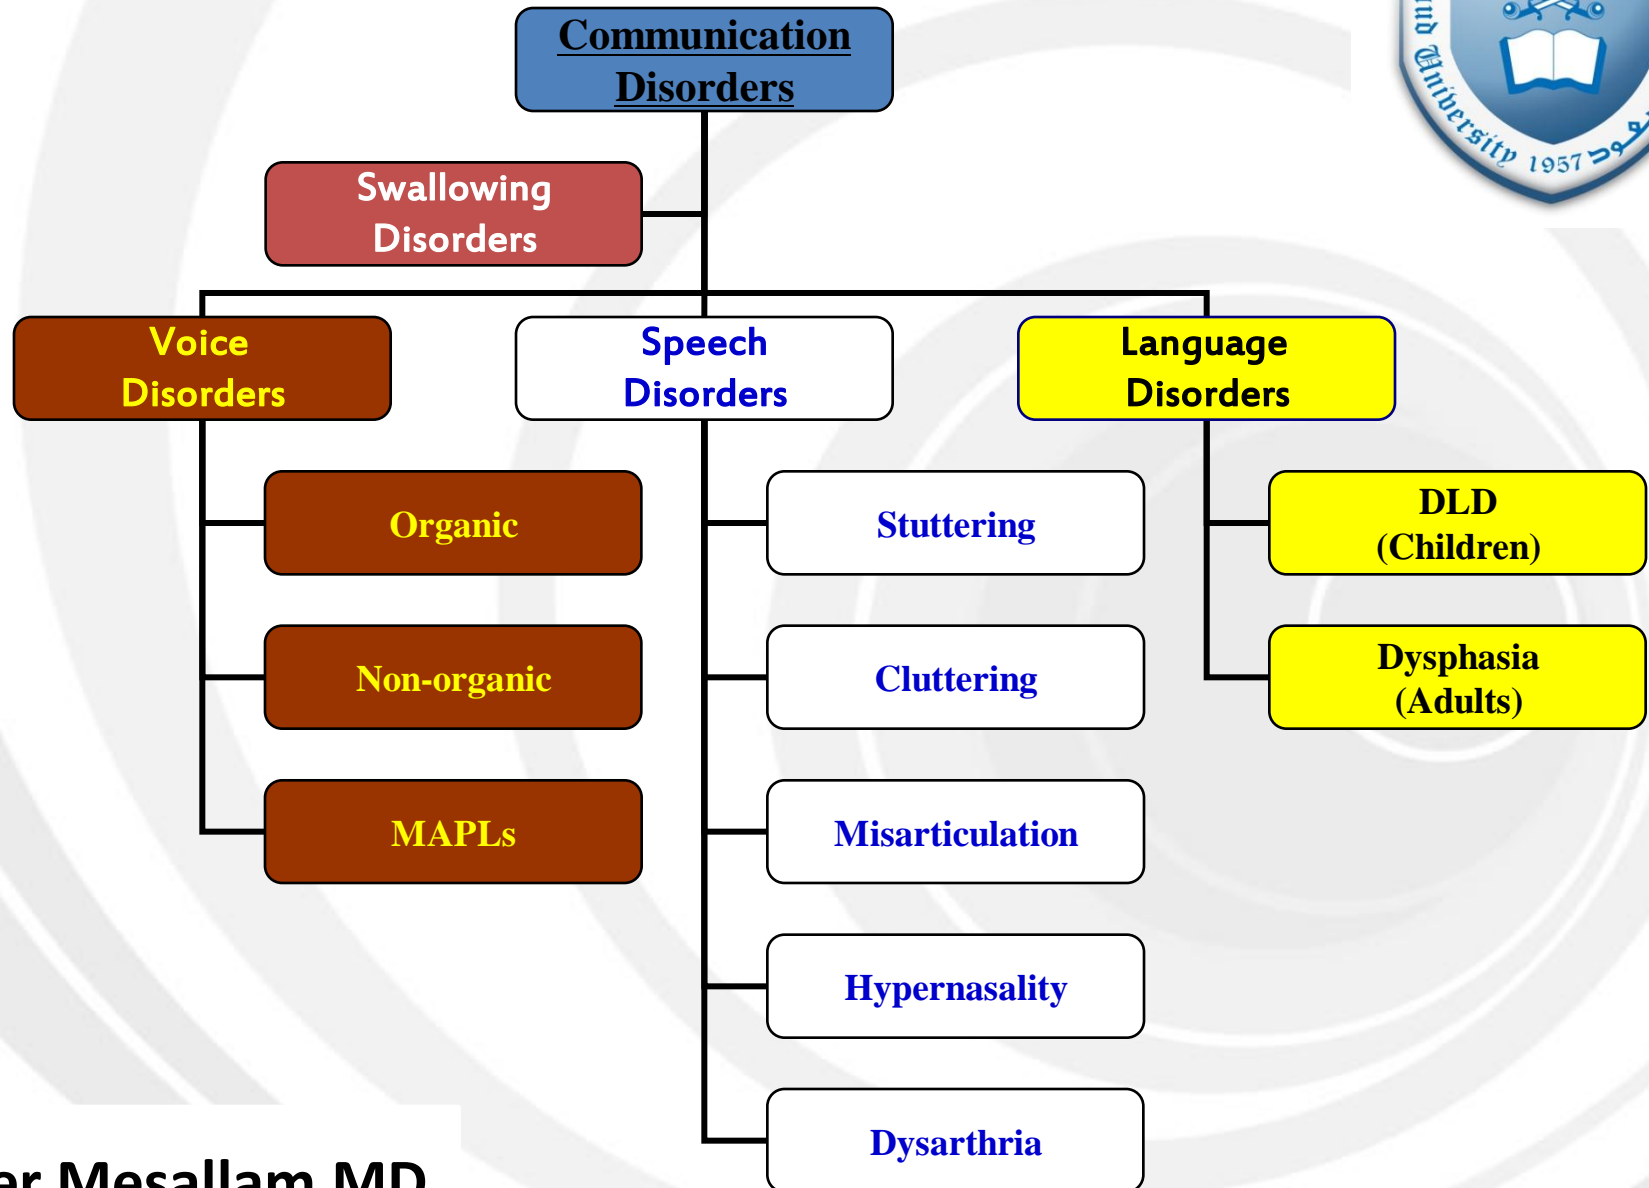 Communication
Disorders
University 1957
Swallowing
Disorders
Voice
Disorders
Speech
Disorders
Language
Disorders
Organic
Stuttering
DLD
(Children)
Non-organic
Cluttering
Dysphasia
(Adults)
MAPLs
Misarticulation
Hypernasality
Dysarthria
Mesallam MD